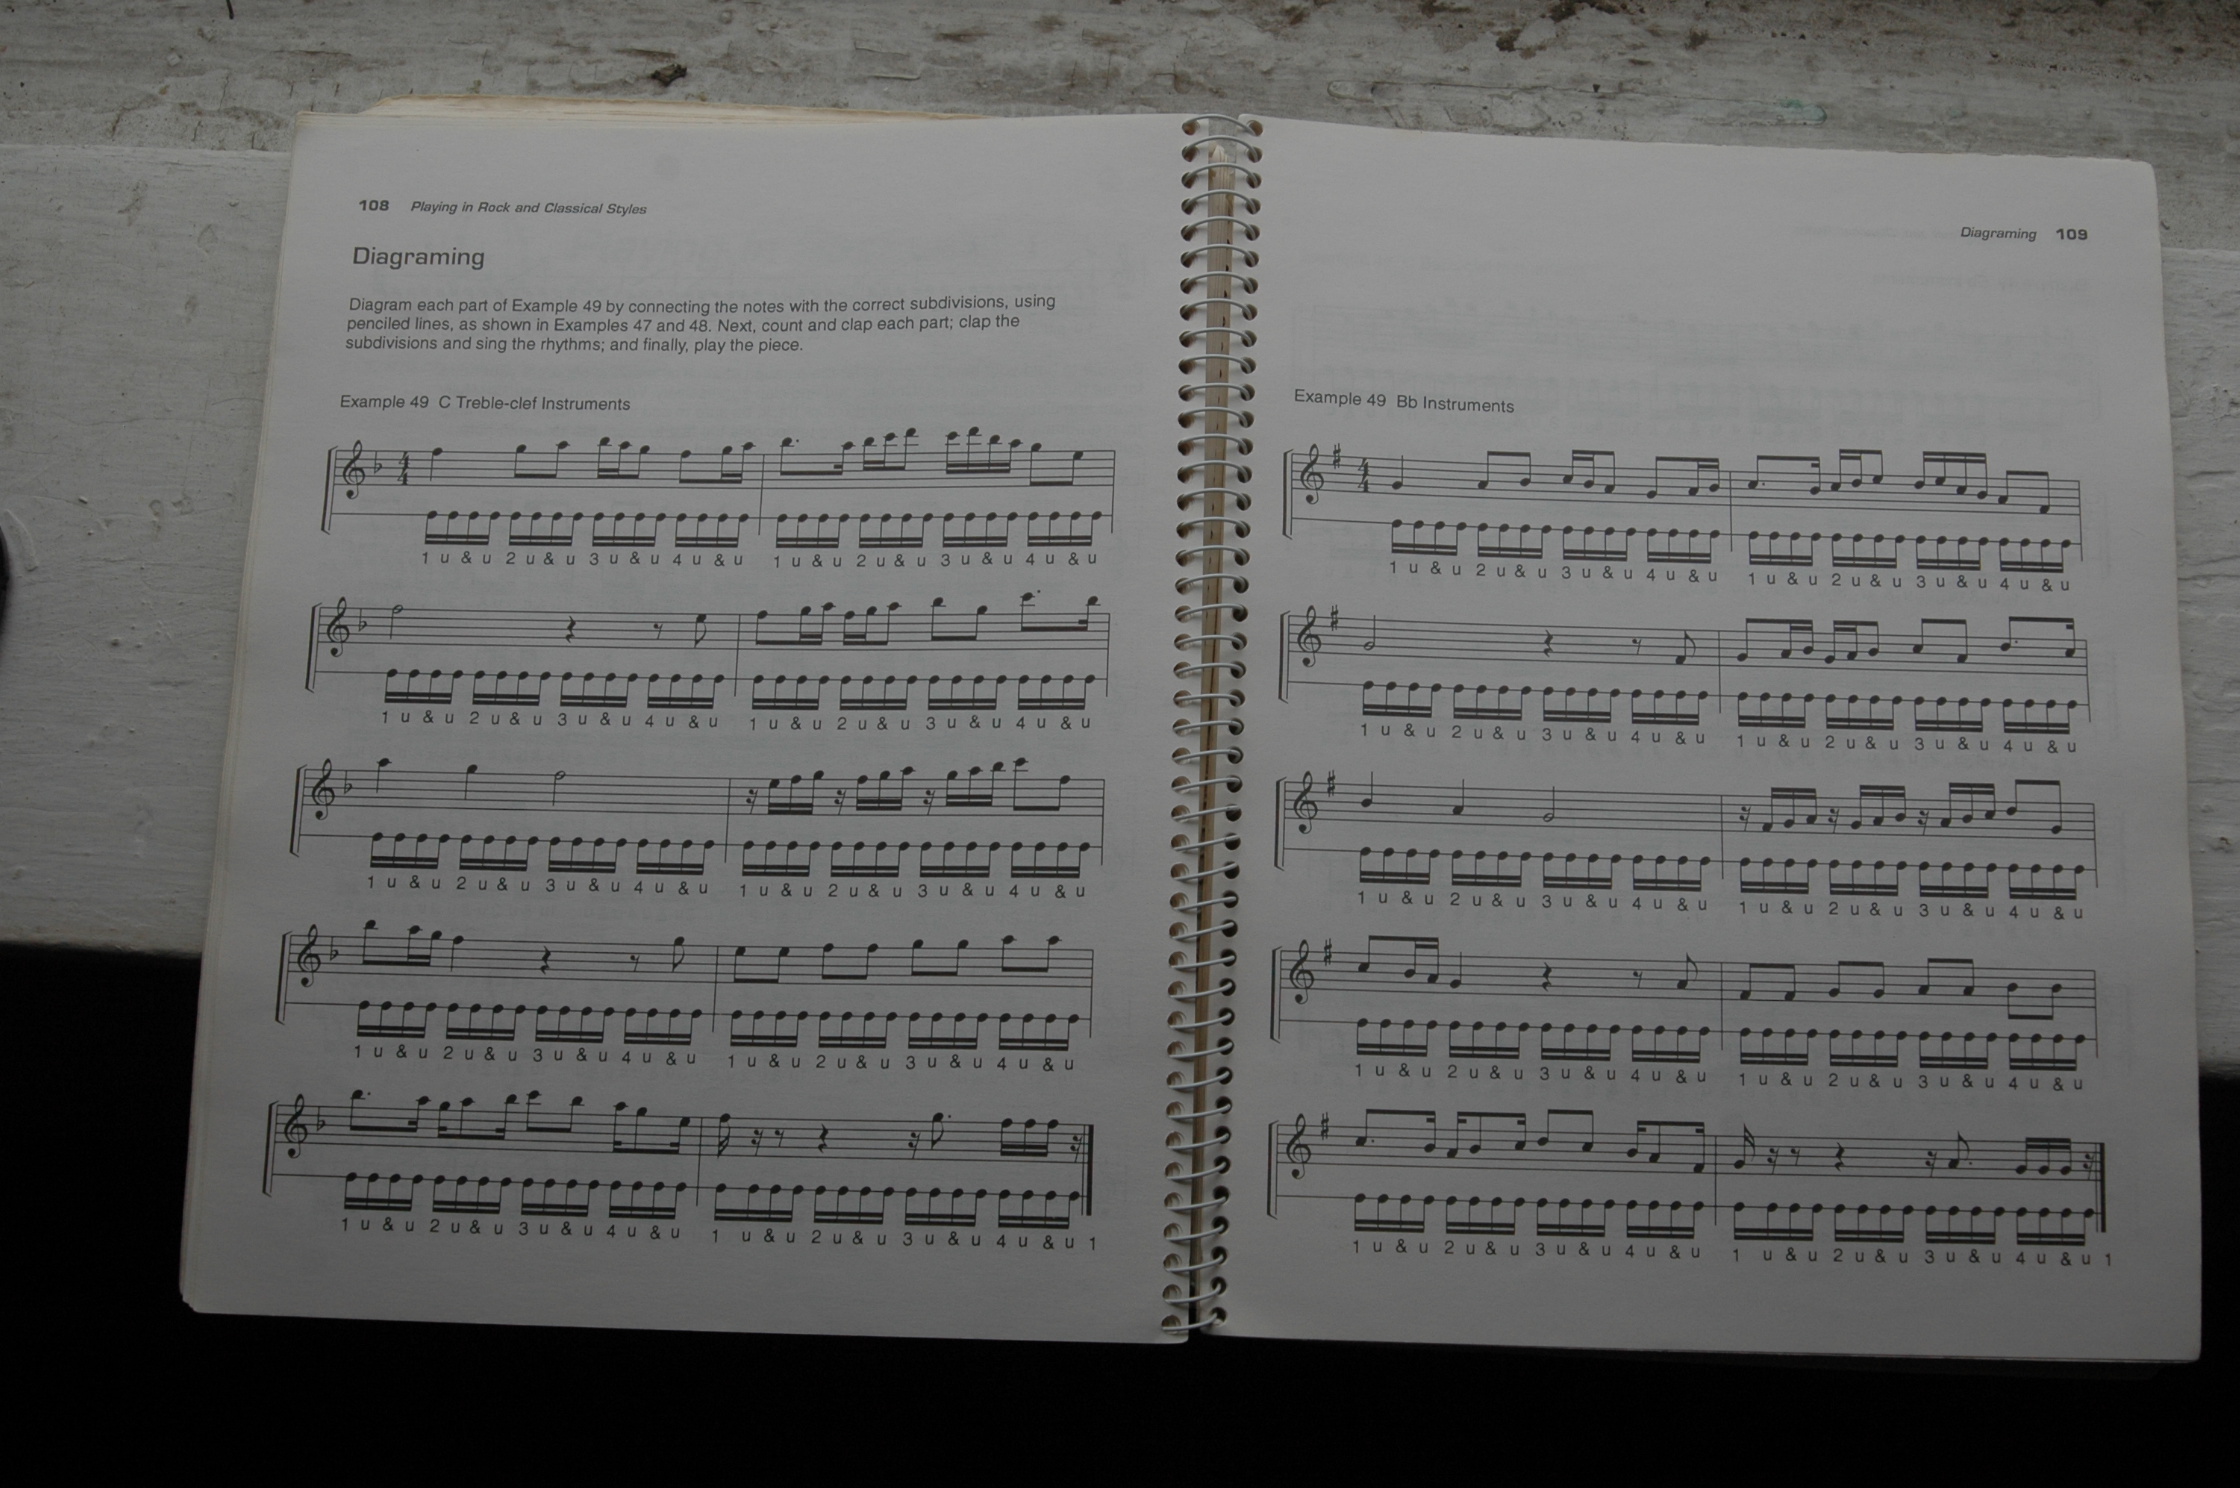 108 Playing in Rock and Classical Styles
Diagraming
Diagram each part of Example 49 by connecting the notes with the correct subdivisions, using
penciled lines, as shown in Examples 47 and 48. Next, count and clap each part; clap the
subdivisions and sing the rhythms; and finally, play the piece.
Example 49 C Treble-clef Instruments
4
4
1 u & u 2 u & u 3 u & u 4 u & u 1 u & u 2 u & u 3 u & u 4 u & u
1 u & u 2 u & u 3 u & u 4 u & u 1 u & u 2 u & u 3 u & u 4 u & u
1 u & u 2 u & u 3 u & u 4 u & u 1 u & u 2 u & u 3 u & u 4 u & u
1 u & u 2 u & u 3 u & u 4 u & u 1 u & u 2 u & u 3 u & u 4 u & u
1 u & u 2 u & u 3 u & u 4 u & u 1 u & u 2 u & u 3 u & u 4 u & u 1
Diagraming 109
Example 49 Bb Instruments
4
4
1 u & u 2 u & u 3 u & u 4 u & u 1 u & u 2 u & u 3 u & u 4 u & u
1 u & u 2 u & u 3 u & u 4 u & u 1 u & u 2 u & u 3 u & u 4 u & u
1 u & u 2 u & u 3 u & u 4 u & u 1 u & u 2 u & u 3 u & u 4 u & u
1 u & u 2 u & u 3 u & u 4 u & u 1 u & u 2 u & u 3 u & u 4 u & u
1 u & u 2 u & u 3 u & u 4 u & u 1 u & u 2 u & u 3 u & u 4 u & u 1